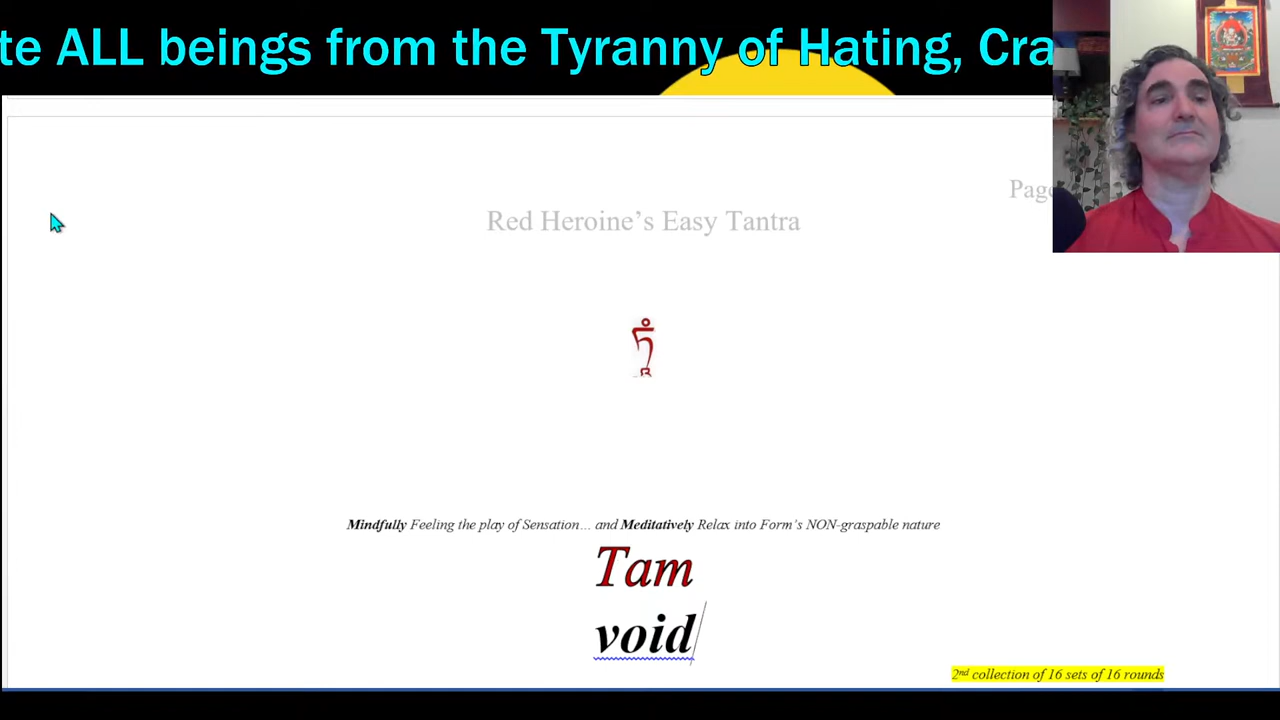 te ALL beings from the Tyranny of Hating, Cra
Page
Red Heroine’s Easy Tantra
Mindfully Feeling the play of Sensation… and Meditatively Relax into Form’s NON-graspable nature
Tam
void
2nd collection of 16 sets of 16 rounds